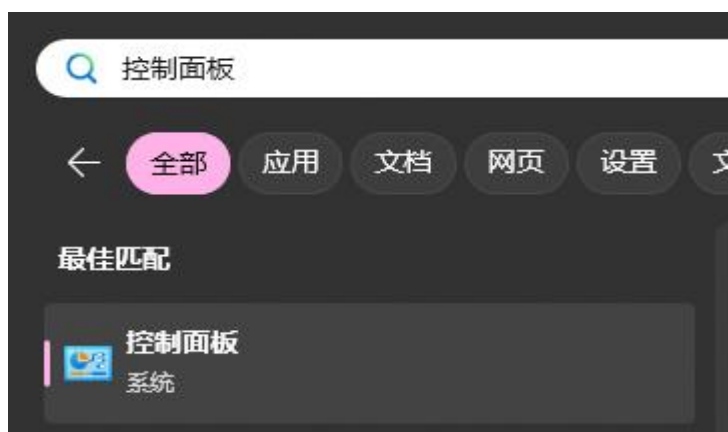 控制面板
全部 应用 文档 网页 设置
最佳匹配
控制面板
系统